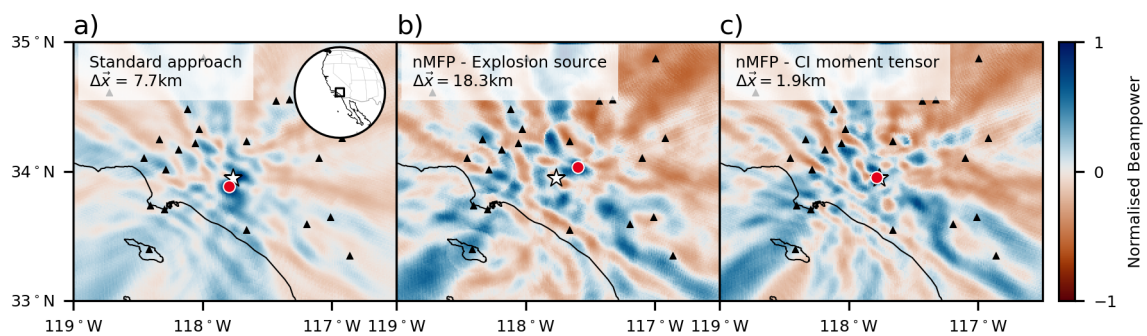 a)
b)
c)
35°N
34°N
33°N
Standard approach
Δx⃗ = 7.7km
nMFP - Explosion source
Δx⃗ = 18.3km
nMFP - CI moment tensor
Δx⃗ = 1.9km
119°W
118°W
117°W
119°W
118°W
117°W
119°W
118°W
117°W
1
0
−1
Normalised Beampower